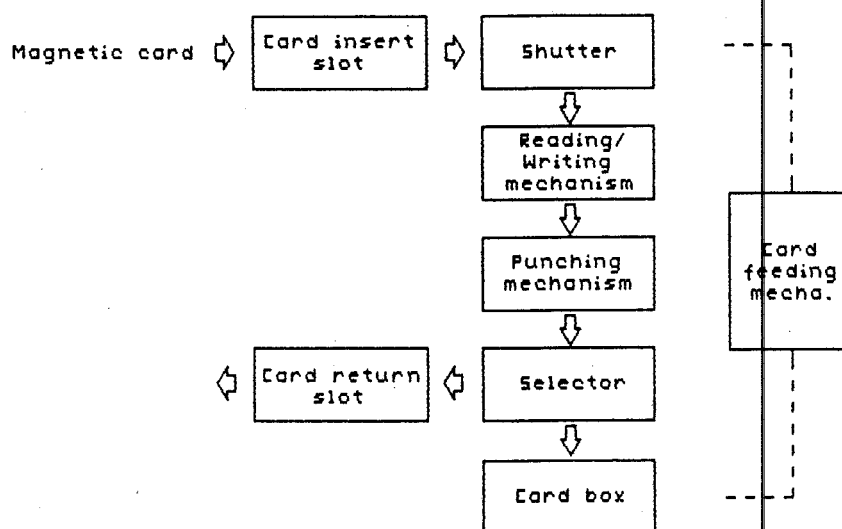 Magnetic card
Card insert
slot
Shutter
Reading/
Writing
mechanism
Punching
mechanism
Card
feeding
mecha.
Card return
slot
Selector
Card box